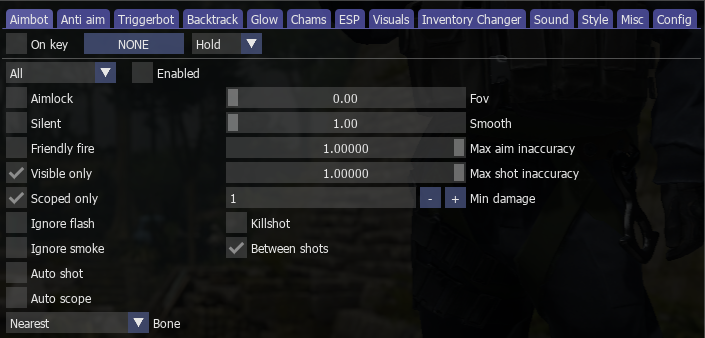 Aimbot Anti aim Triggerbot Backtrack Glow Chams ESP Visuals Inventory Changer Sound Style Misc Config
On key NONE Hold
All Enabled
Aimlock 0.00 Fov
Silent 1.00 Smooth
Friendly fire 1.00000 Max aim inaccuracy
Visible only 1.00000 Max shot inaccuracy
Scoped only 1 - + Min damage
Ignore flash Killshot
Ignore smoke Between shots
Auto shot
Auto scope
Nearest Bone